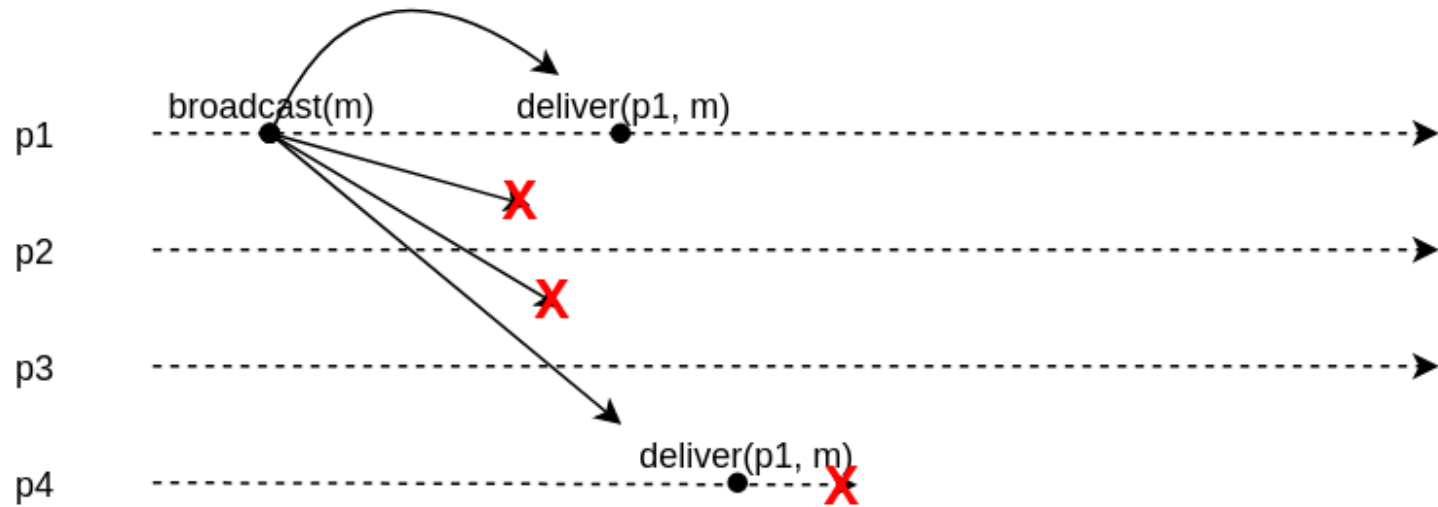 broadcast(m) deliver(p1, m)
p1
X
p2
X
p3
deliver(p1, m)
p4 X